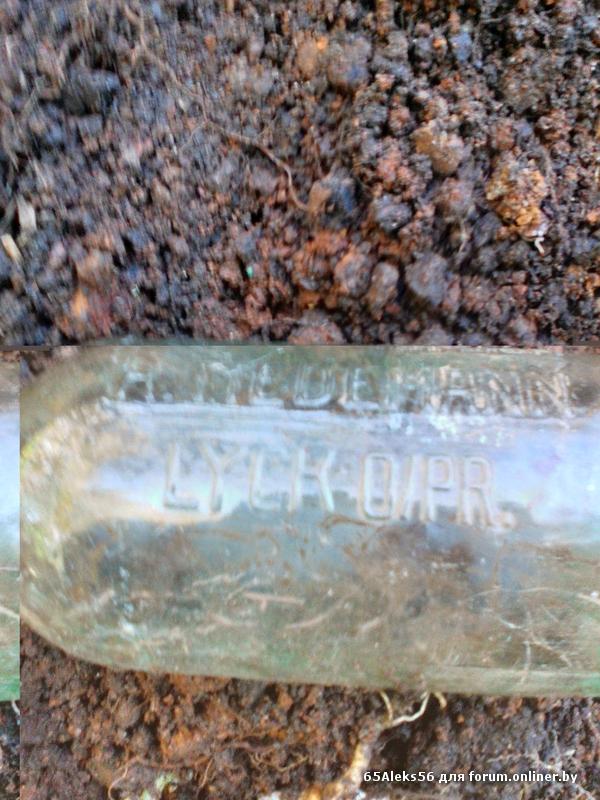 LYCK O/PR.
65Aleks56 для forum.onliner.by